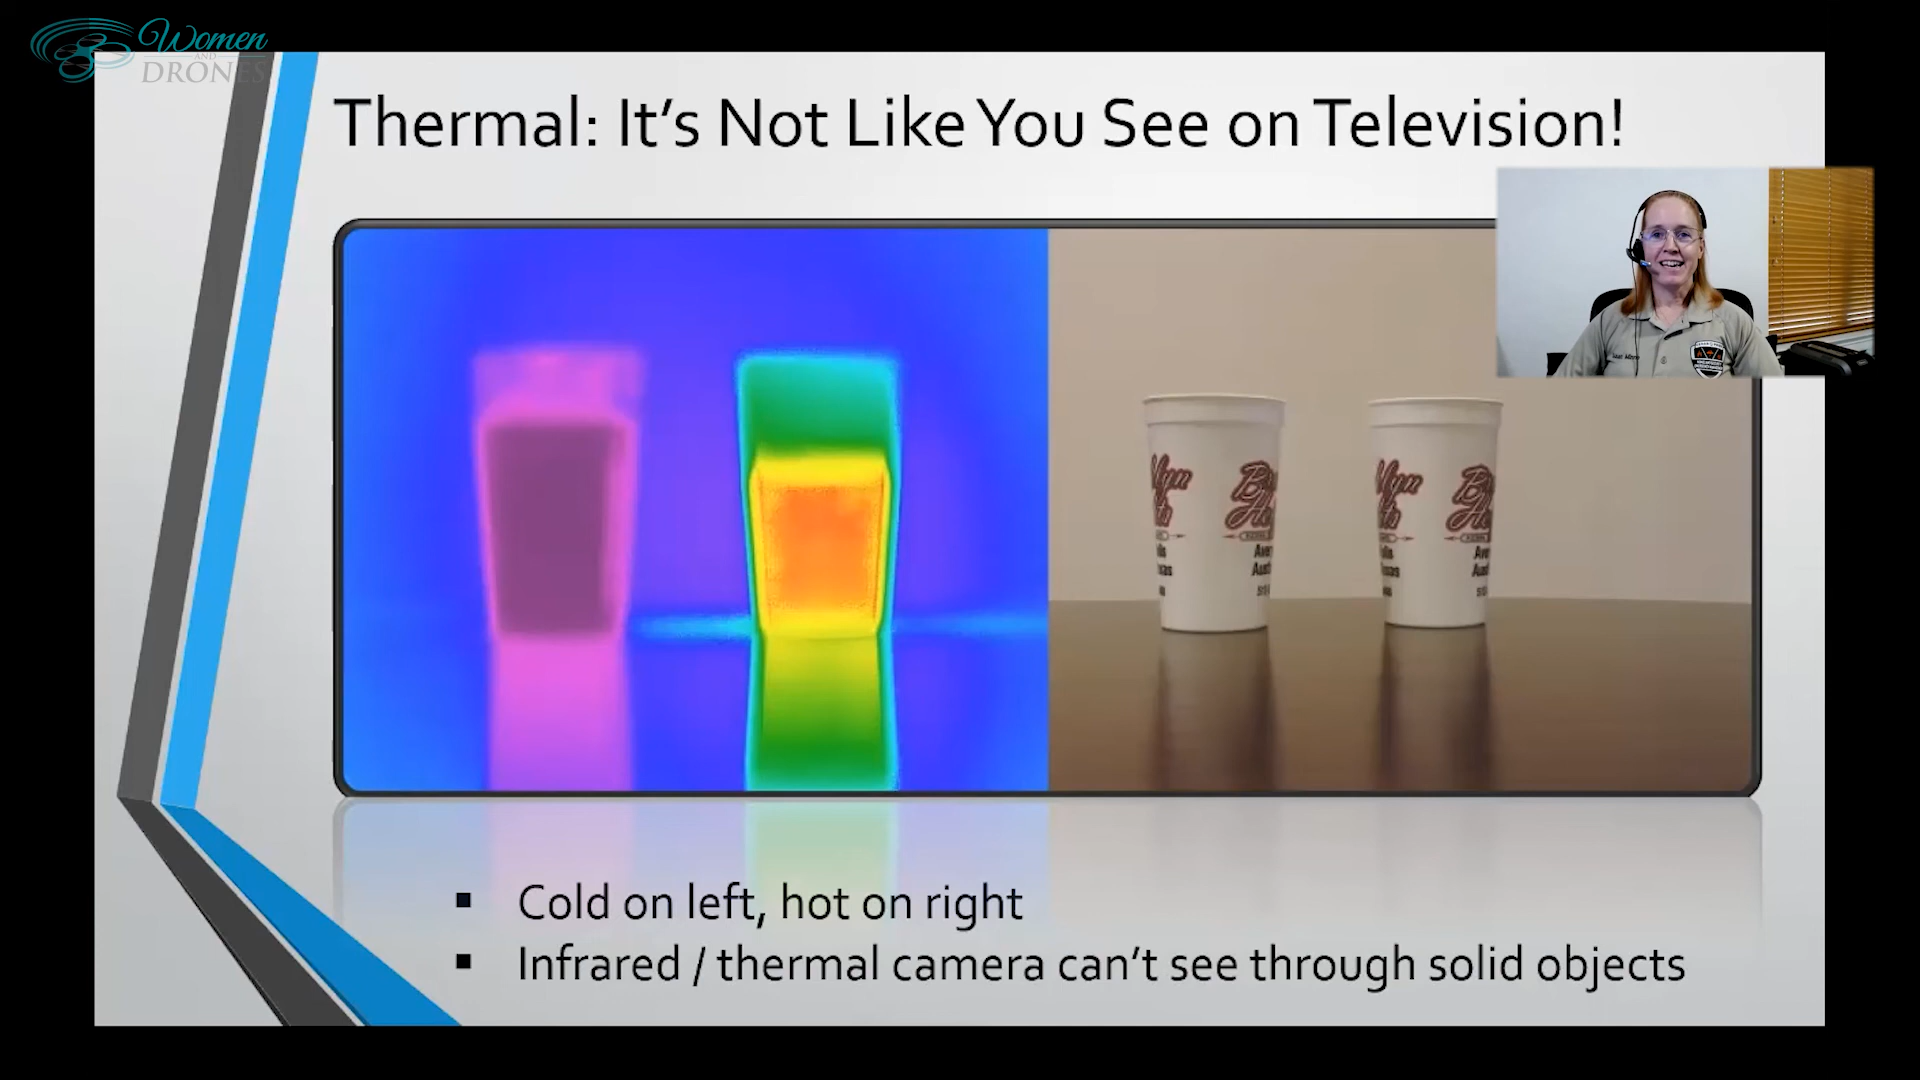 Women
AND
DRONES
Thermal: It's Not Like You See on Television!
▪ Cold on left, hot on right
▪ Infrared / thermal camera can't see through solid objects